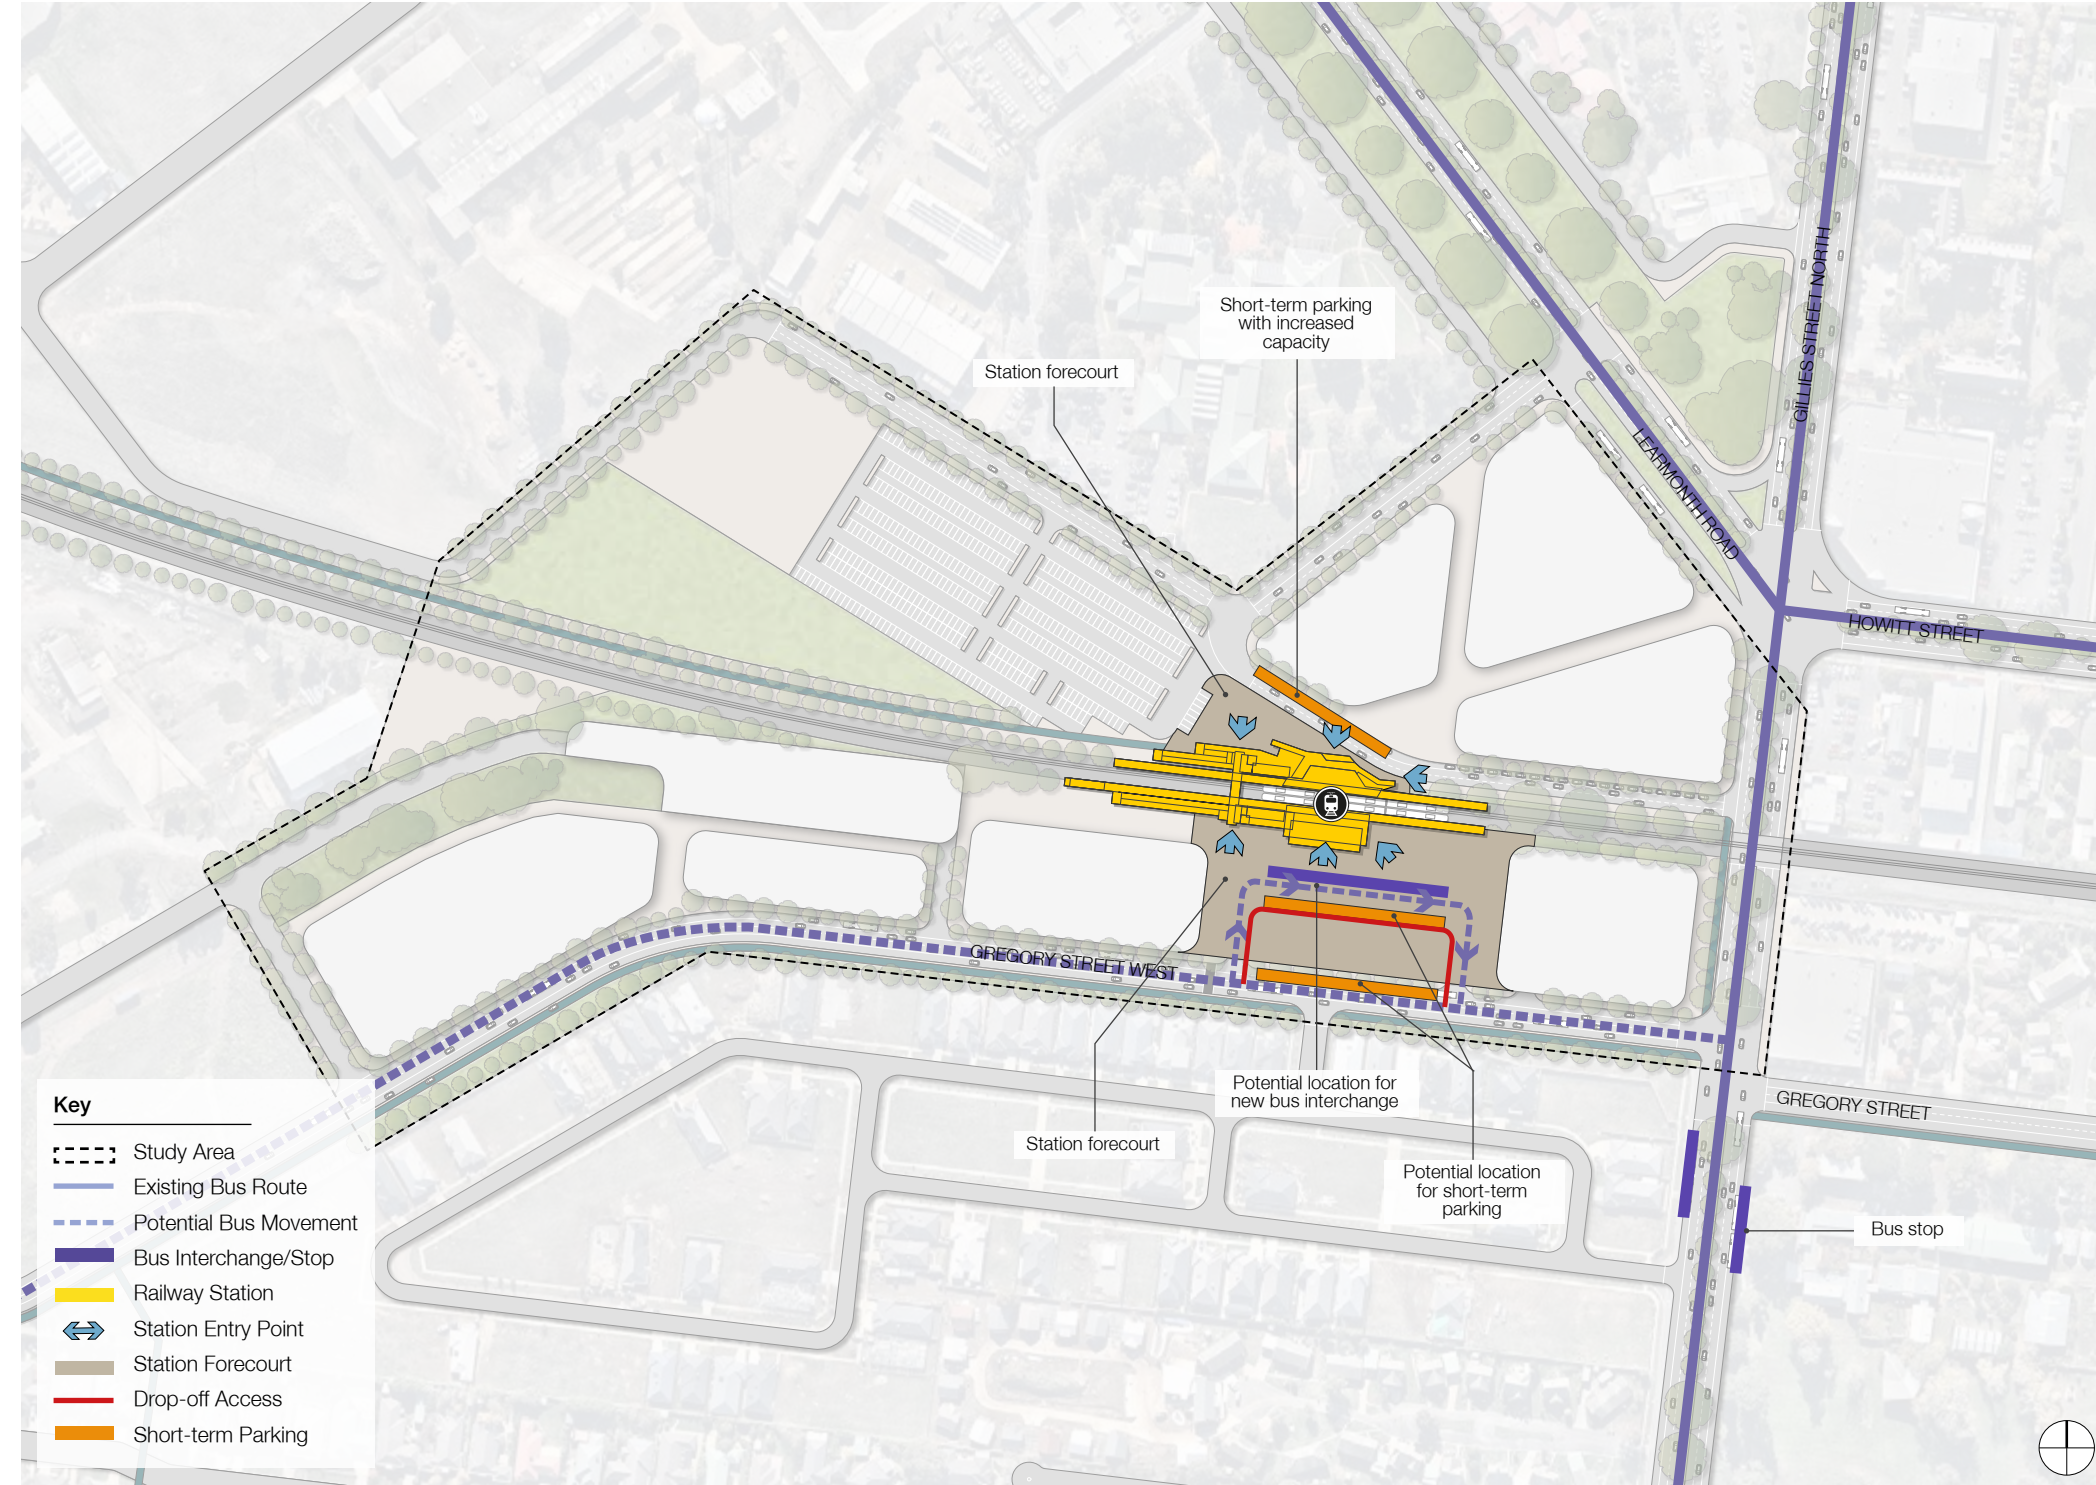 Short-term parking
with increased
capacity
Station forecourt
GILLIES STREET NORTH
LEARMONTH ROAD
HOWITT STREET
GREGORY STREET WEST
GREGORY STREET
Potential location for
new bus interchange
Station forecourt
Potential location
for short-term
parking
Bus stop
Key
Study Area
Existing Bus Route
Potential Bus Movement
Bus Interchange/Stop
Railway Station
Station Entry Point
Station Forecourt
Drop-off Access
Short-term Parking